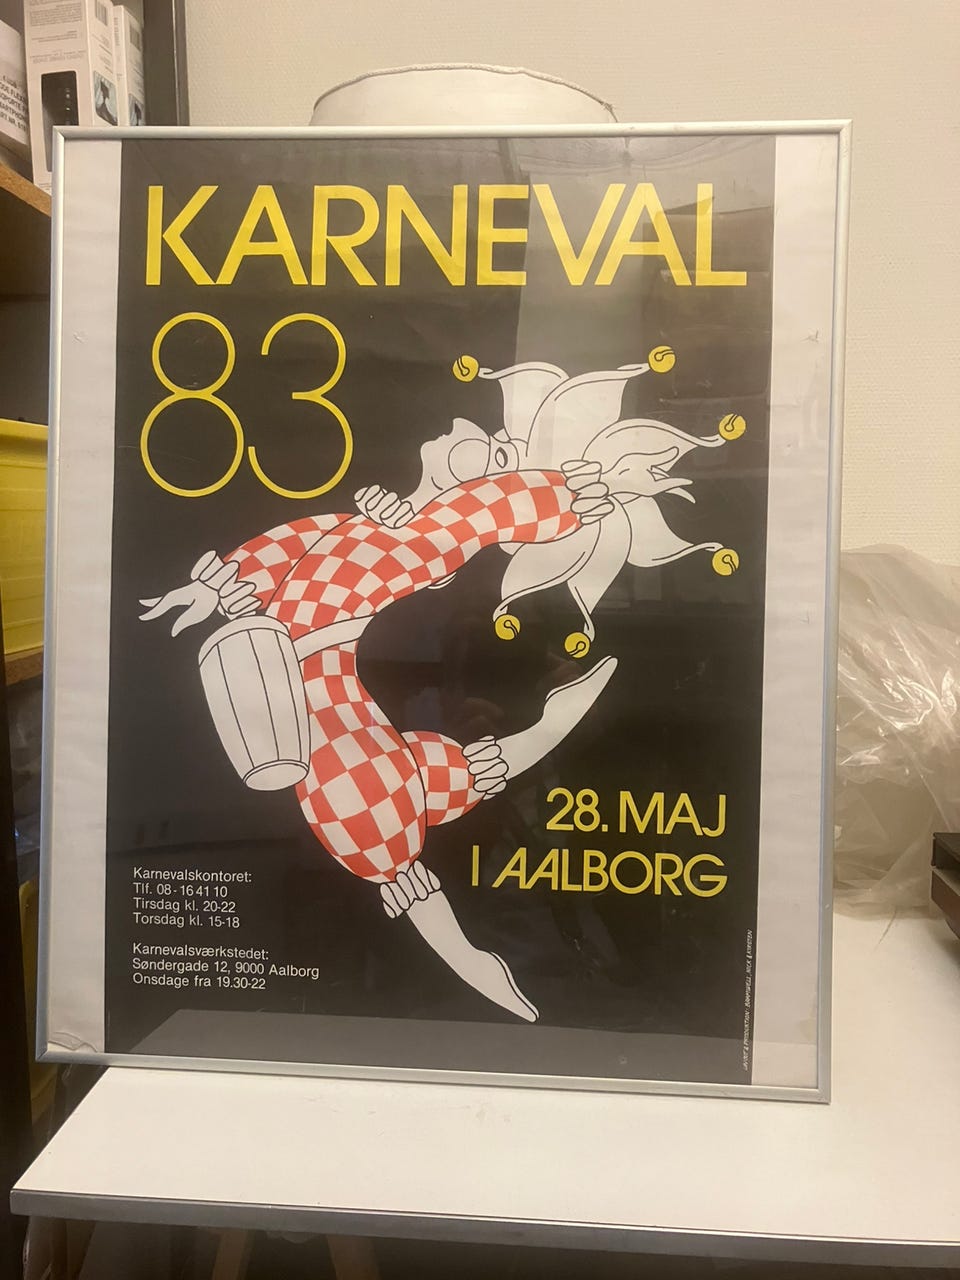 KARNEVAL
83
28. MAJ
I AALBORG
Karnevalskontoret:
Tlf. 08-16 41 10
Tirsdag kl. 20-22
Torsdag kl. 15-18
Karnevalsværkstedet:
Søndergade 12, 9000 Aalborg
Onsdage fra 19.30-22